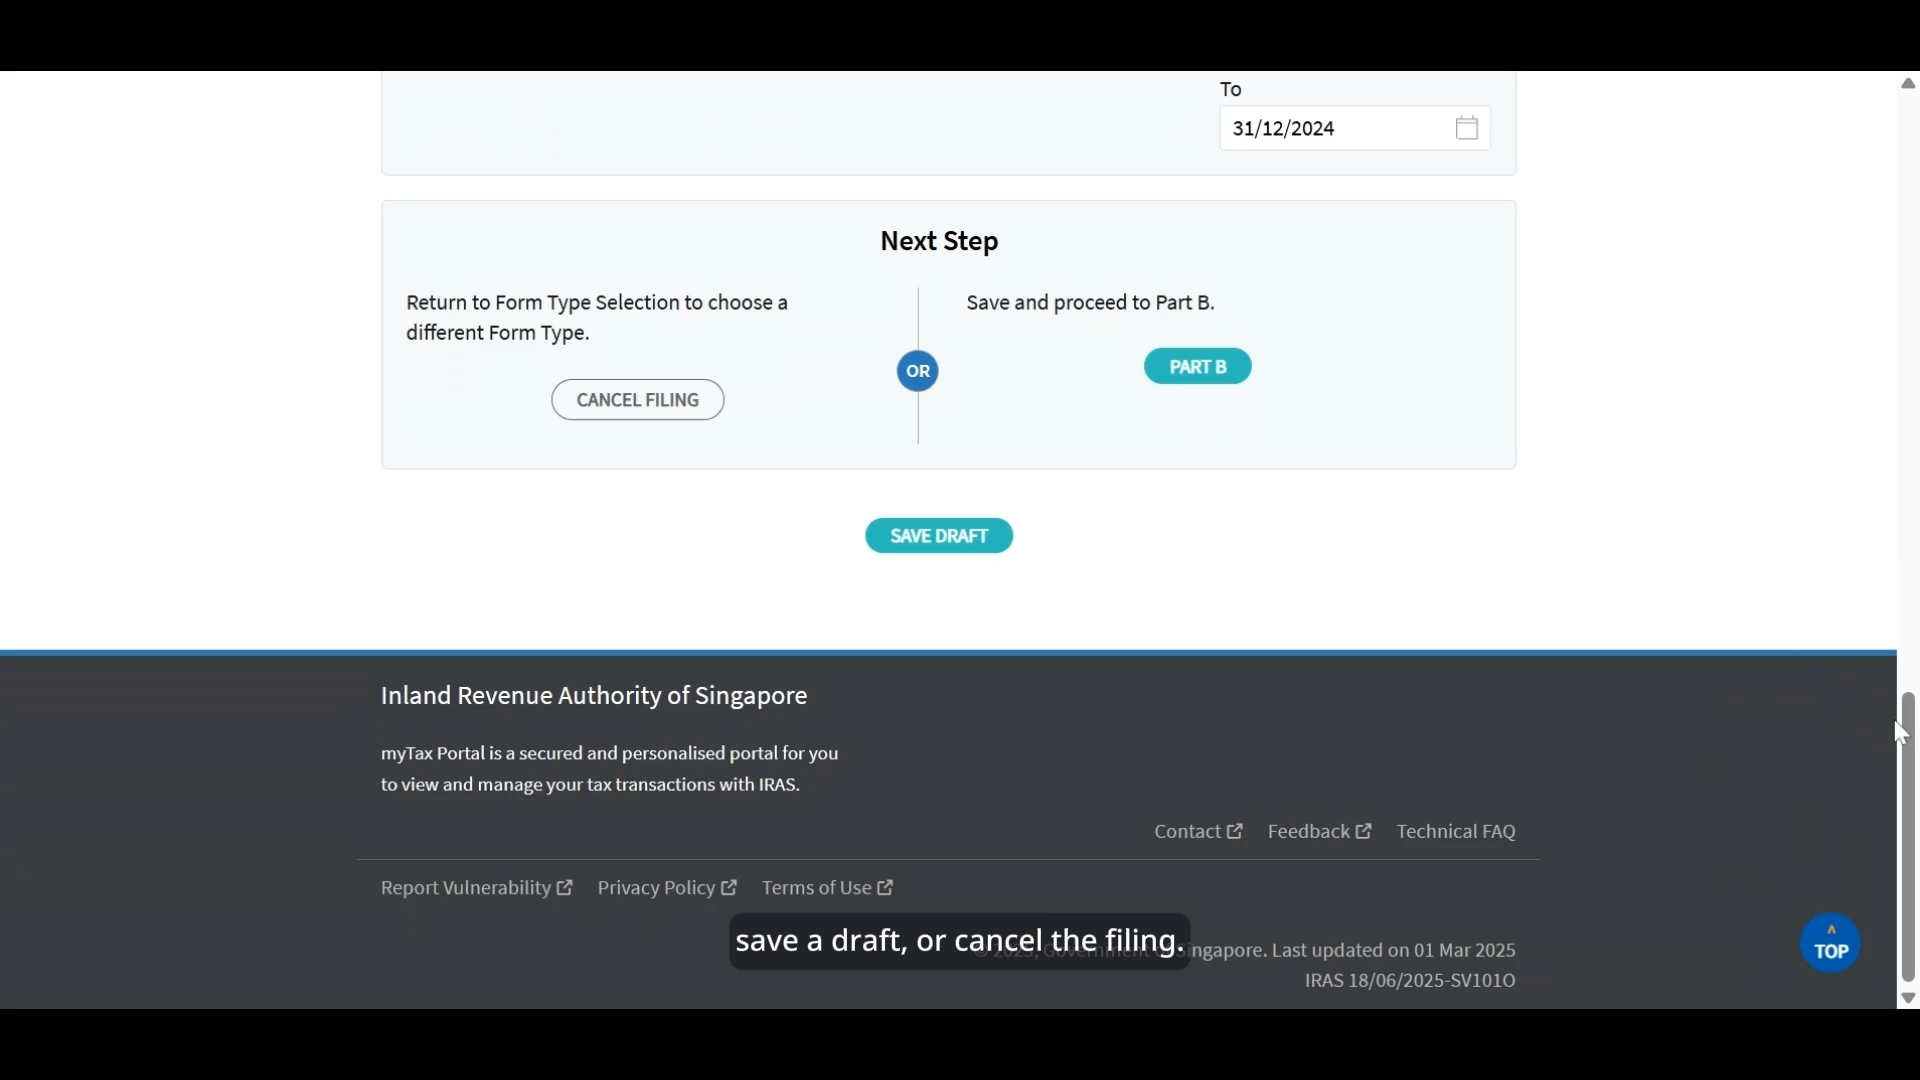 To
31/12/2024
Next Step
Return to Form Type Selection to choose a
different Form Type.
CANCEL FILING
OR
Save and proceed to Part B.
PART B
SAVE DRAFT
Inland Revenue Authority of Singapore
myTax Portal is a secured and personalised portal for you
to view and manage your tax transactions with IRAS.
Contact Feedback Technical FAQ
Report Vulnerability Privacy Policy Terms of Use
save a draft, or cancel the filing.
© 2025, Government of Singapore. Last updated on 01 Mar 2025
IRAS 18/06/2025-SV101O
TOP